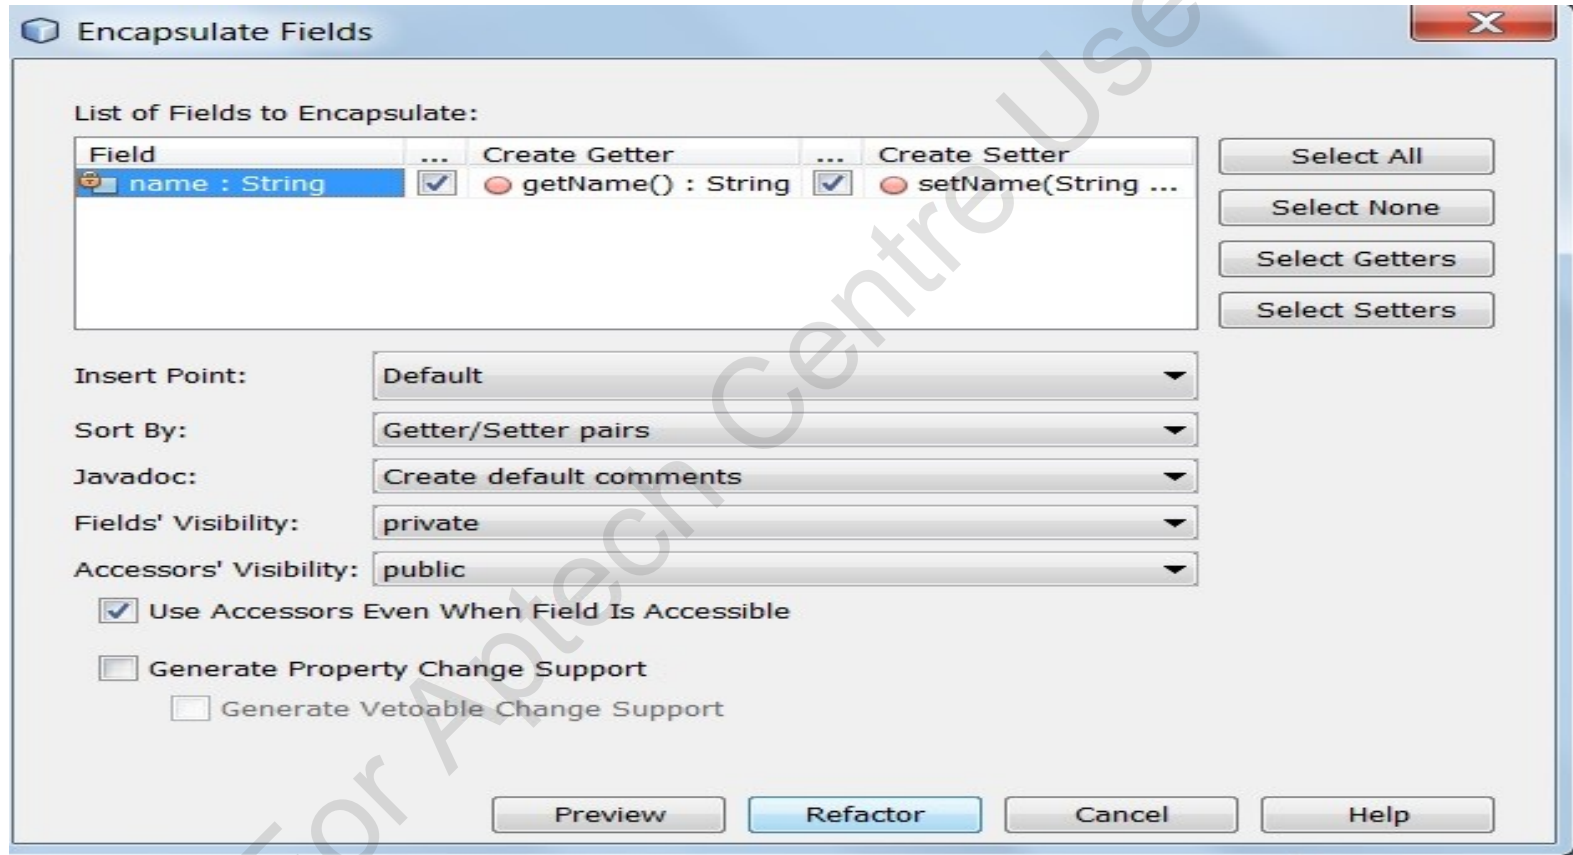 Encapsulate Fields
List of Fields to Encapsulate:
Field ... Create Getter ... Create Setter
name : String getName() : String setName(String ...
Select All
Select None
Select Getters
Select Setters
Insert Point: Default
Sort By: Getter/Setter pairs
Javadoc: Create default comments
Fields' Visibility: private
Accessors' Visibility: public
Use Accessors Even When Field Is Accessible
Generate Property Change Support
Generate Vetoable Change Support
Preview Refactor Cancel Help
For Aptech Centre Use